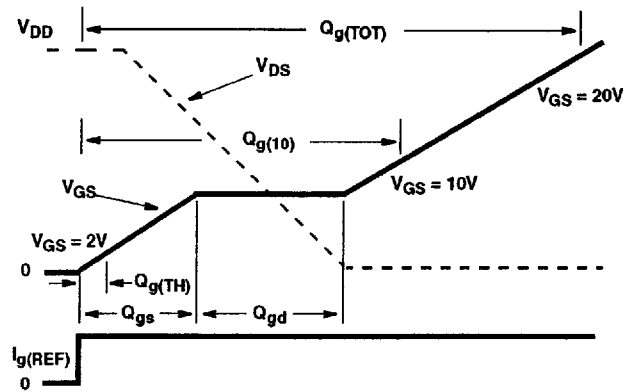 V_DD
Q_g(TOT)
V_DS
V_GS = 20V
Q_g(10)
V_GS
V_GS = 10V
V_GS = 2V
0
Q_g(TH)
Q_gs
Q_gd
I_g(REF)
0